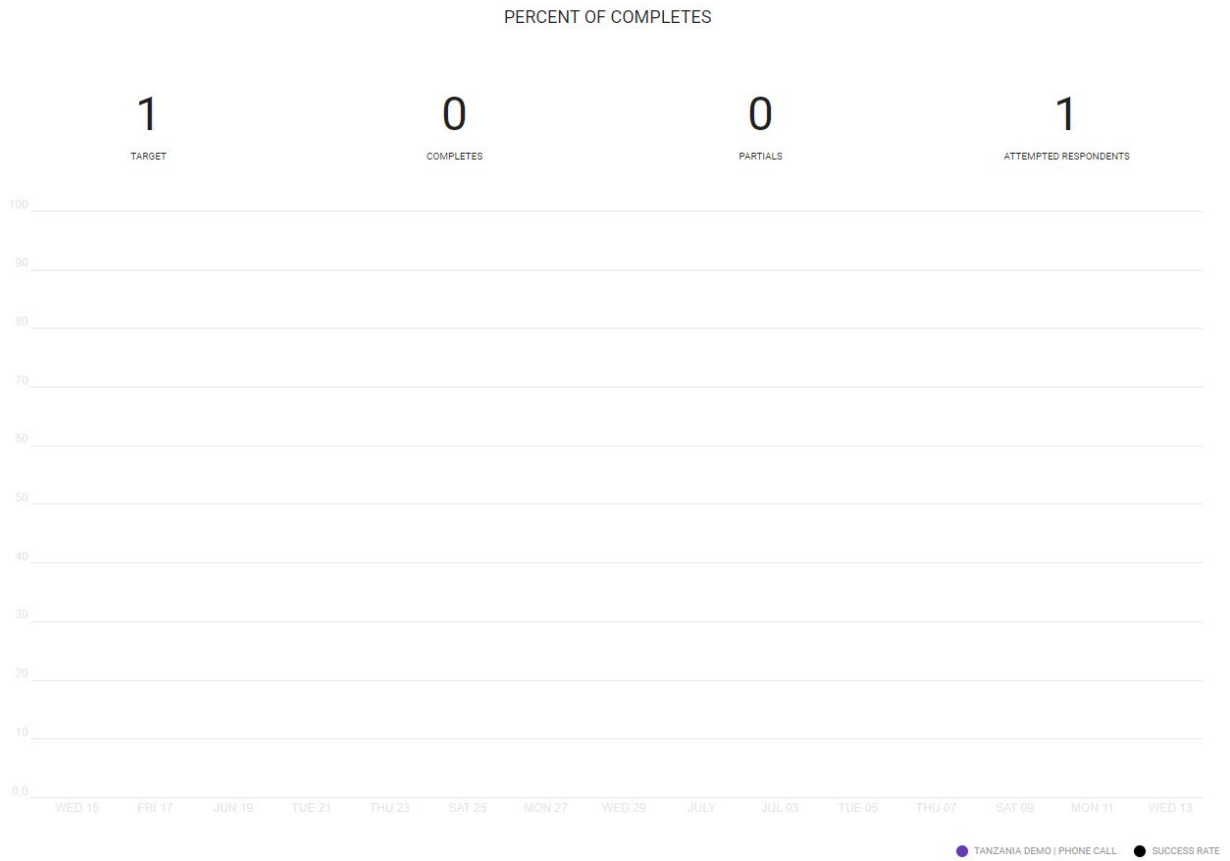 PERCENT OF COMPLETES
1 0 0 1
TARGET COMPLETES PARTIALS ATTEMPTED RESPONDENTS
100
90
80
70
60
50
40
30
20
10
0.0
WED 15 FRI 17 JUN 19 TUE 21 THU 23 SAT 25 MON 27 WED 29 JULY JUL 03 TUE 05 THU 07 SAT 09 MON 11 WED 13
TANZANIA DEMO | PHONE CALL SUCCESS RATE